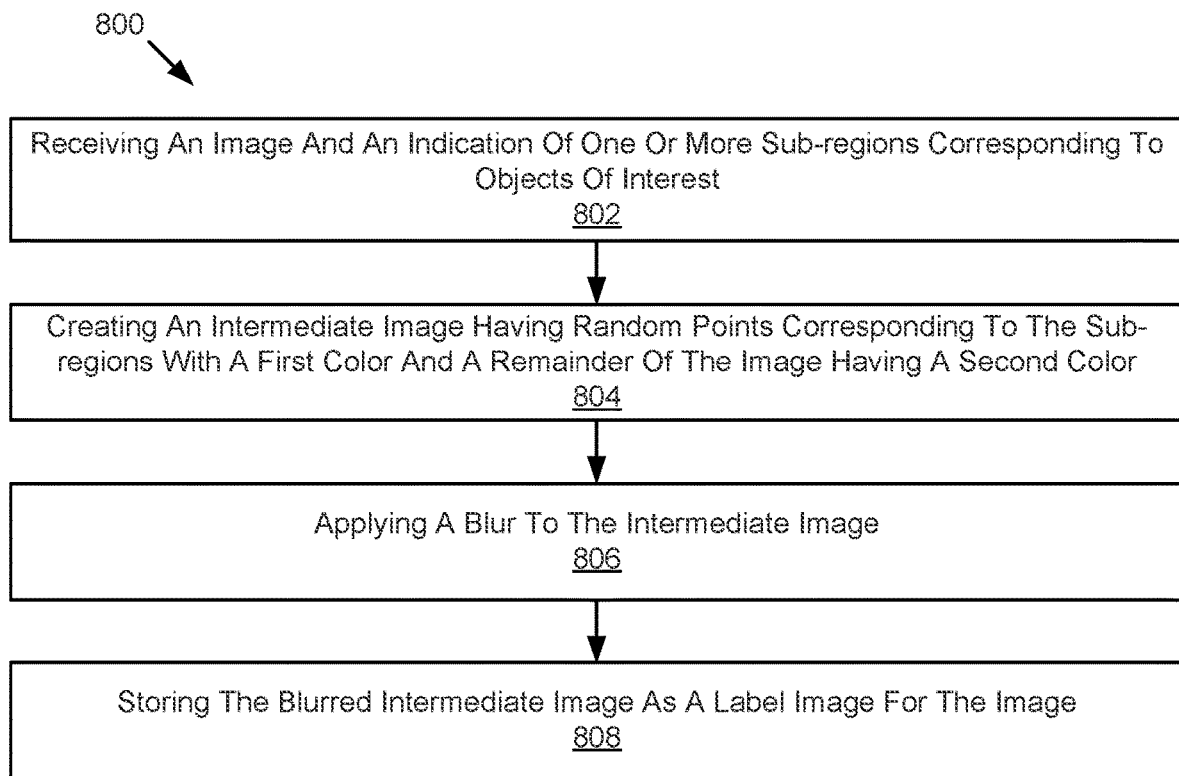 800
Receiving An Image And An Indication Of One Or More Sub-regions Corresponding To
Objects Of Interest
802
Creating An Intermediate Image Having Random Points Corresponding To The Sub-
regions With A First Color And A Remainder Of The Image Having A Second Color
804
Applying A Blur To The Intermediate Image
806
Storing The Blurred Intermediate Image As A Label Image For The Image
808